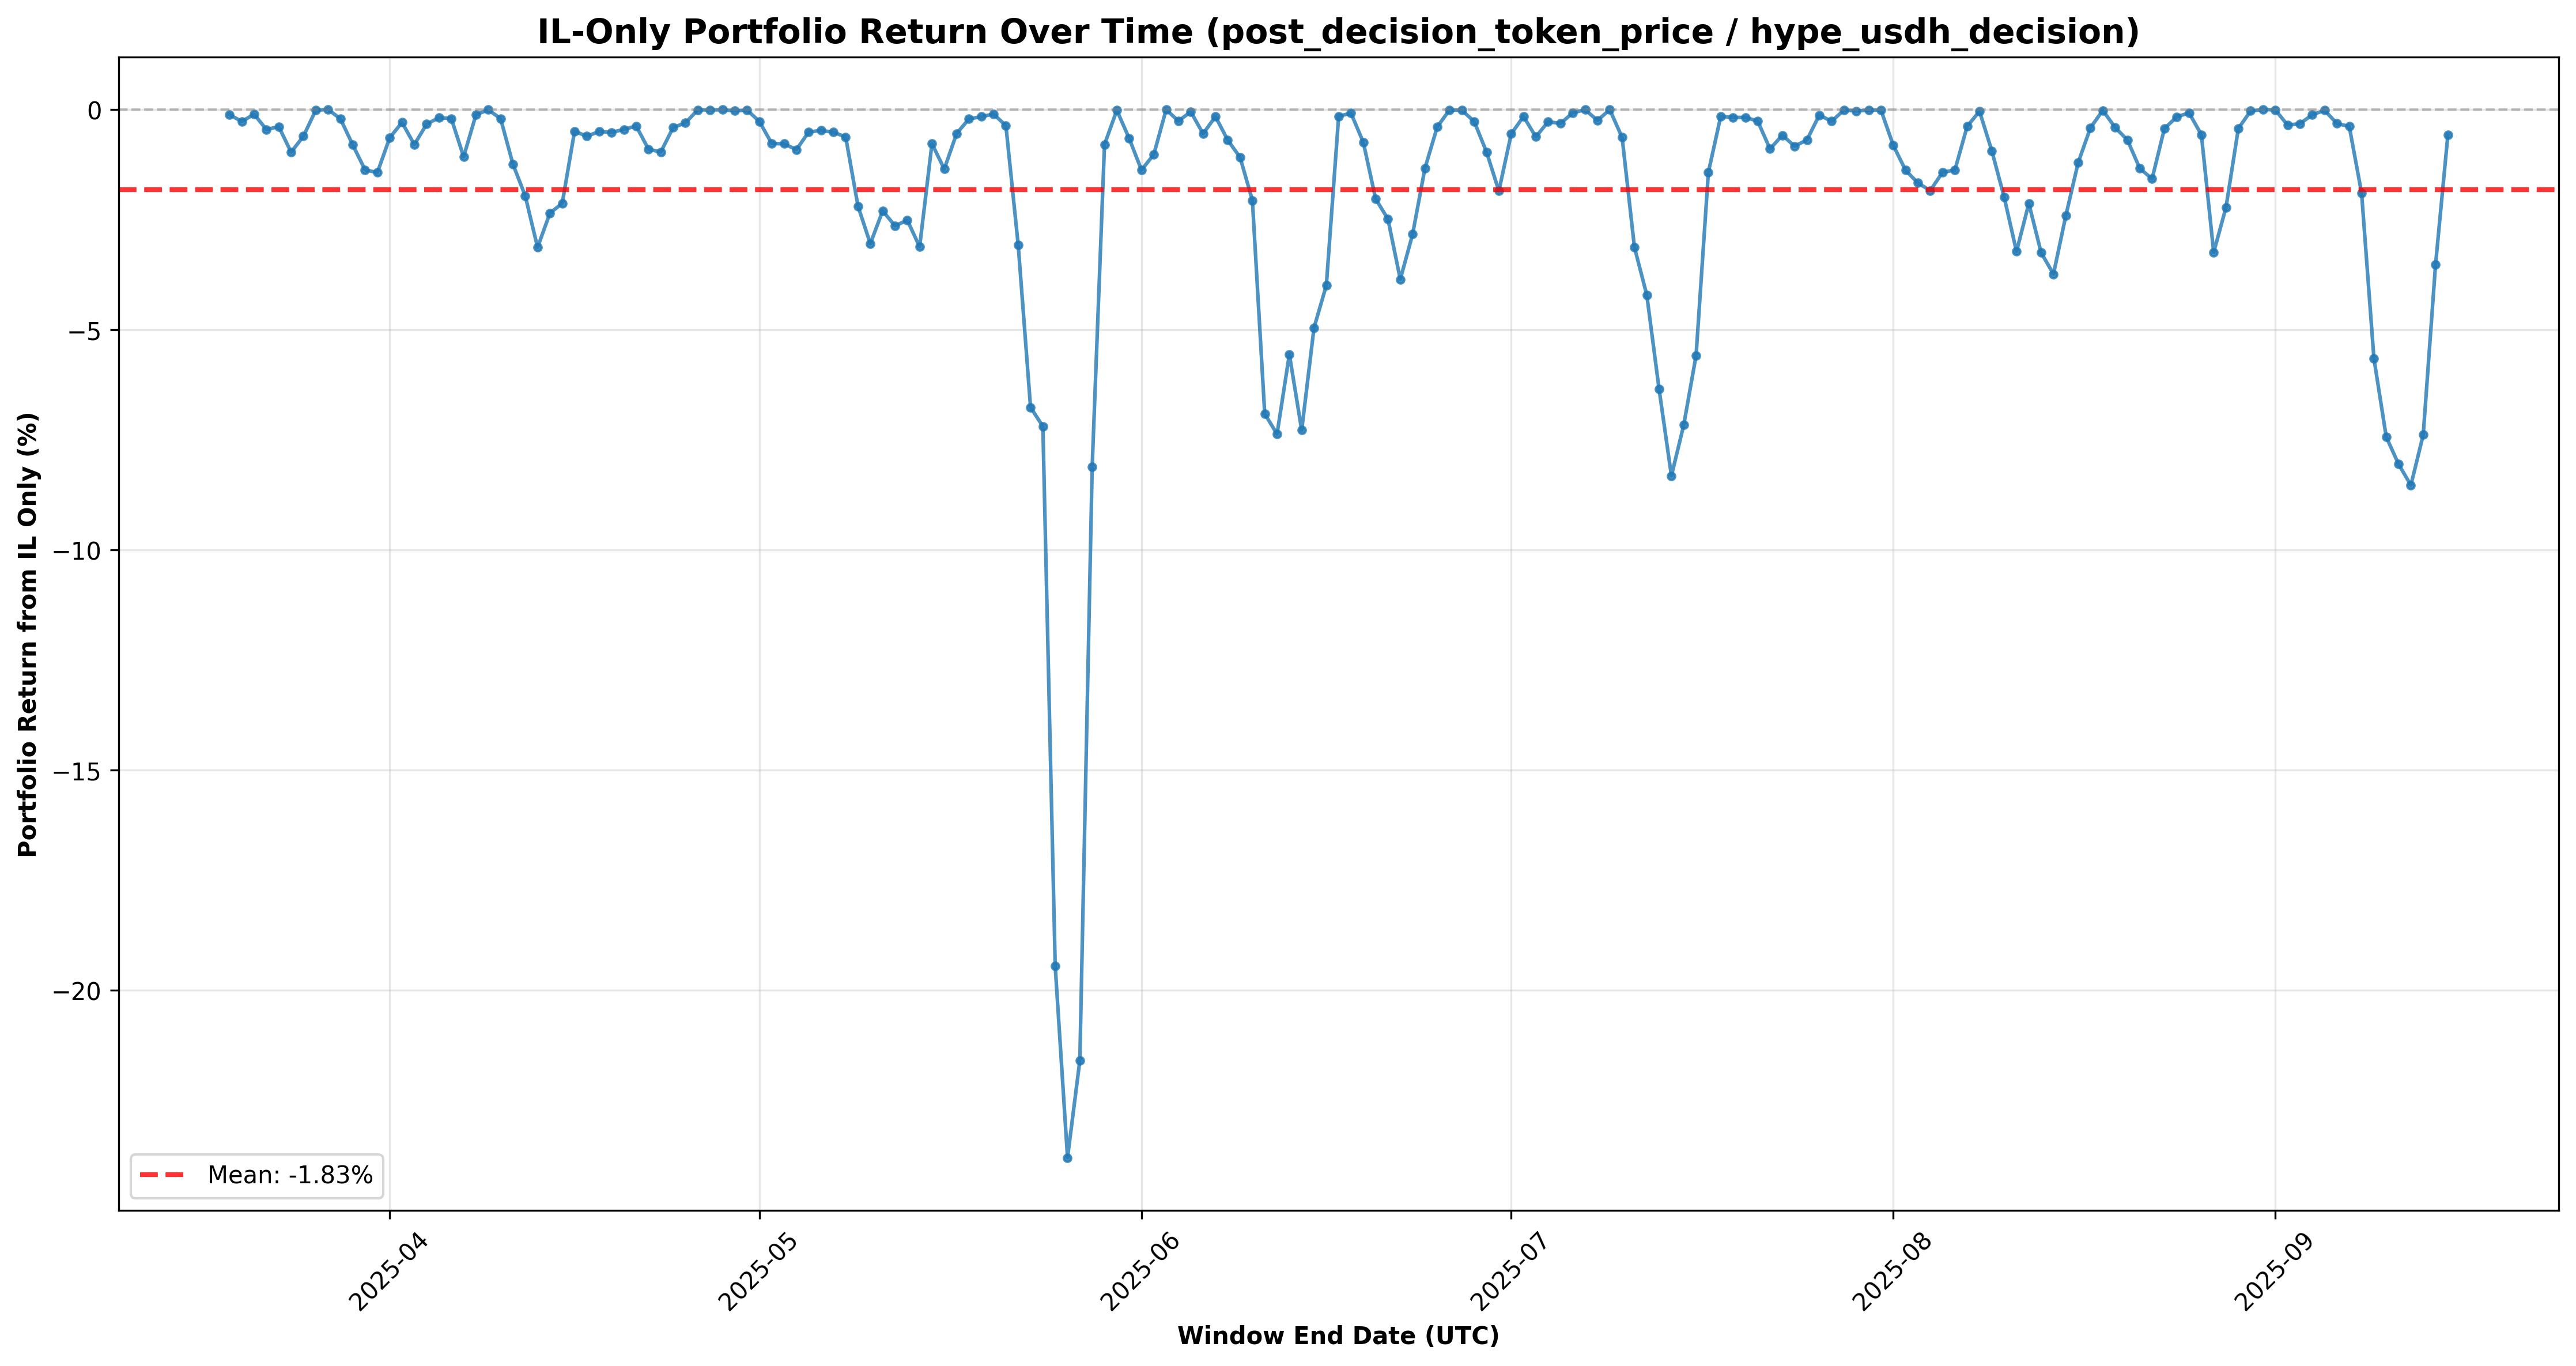 IL-Only Portfolio Return Over Time (post_decision_token_price / hype_usdh_decision)
Portfolio Return from IL Only (%)
0
−5
−10
−15
−20
Mean: -1.83%
2025-04
2025-05
2025-06
2025-07
2025-08
2025-09
Window End Date (UTC)